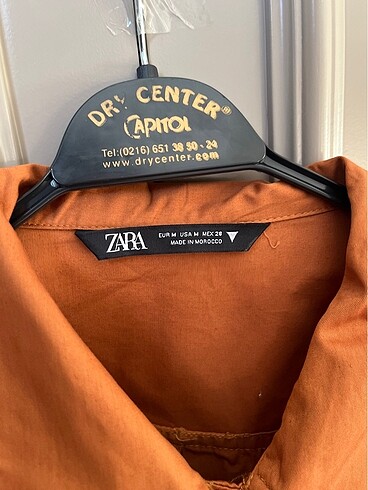 DRY CENTER®
CAPITOL
Tel:(0216) 651 38 50 - 24
www.drycenter.com
ZARA
EUR M USA M MEX 28
MADE IN MOROCCO